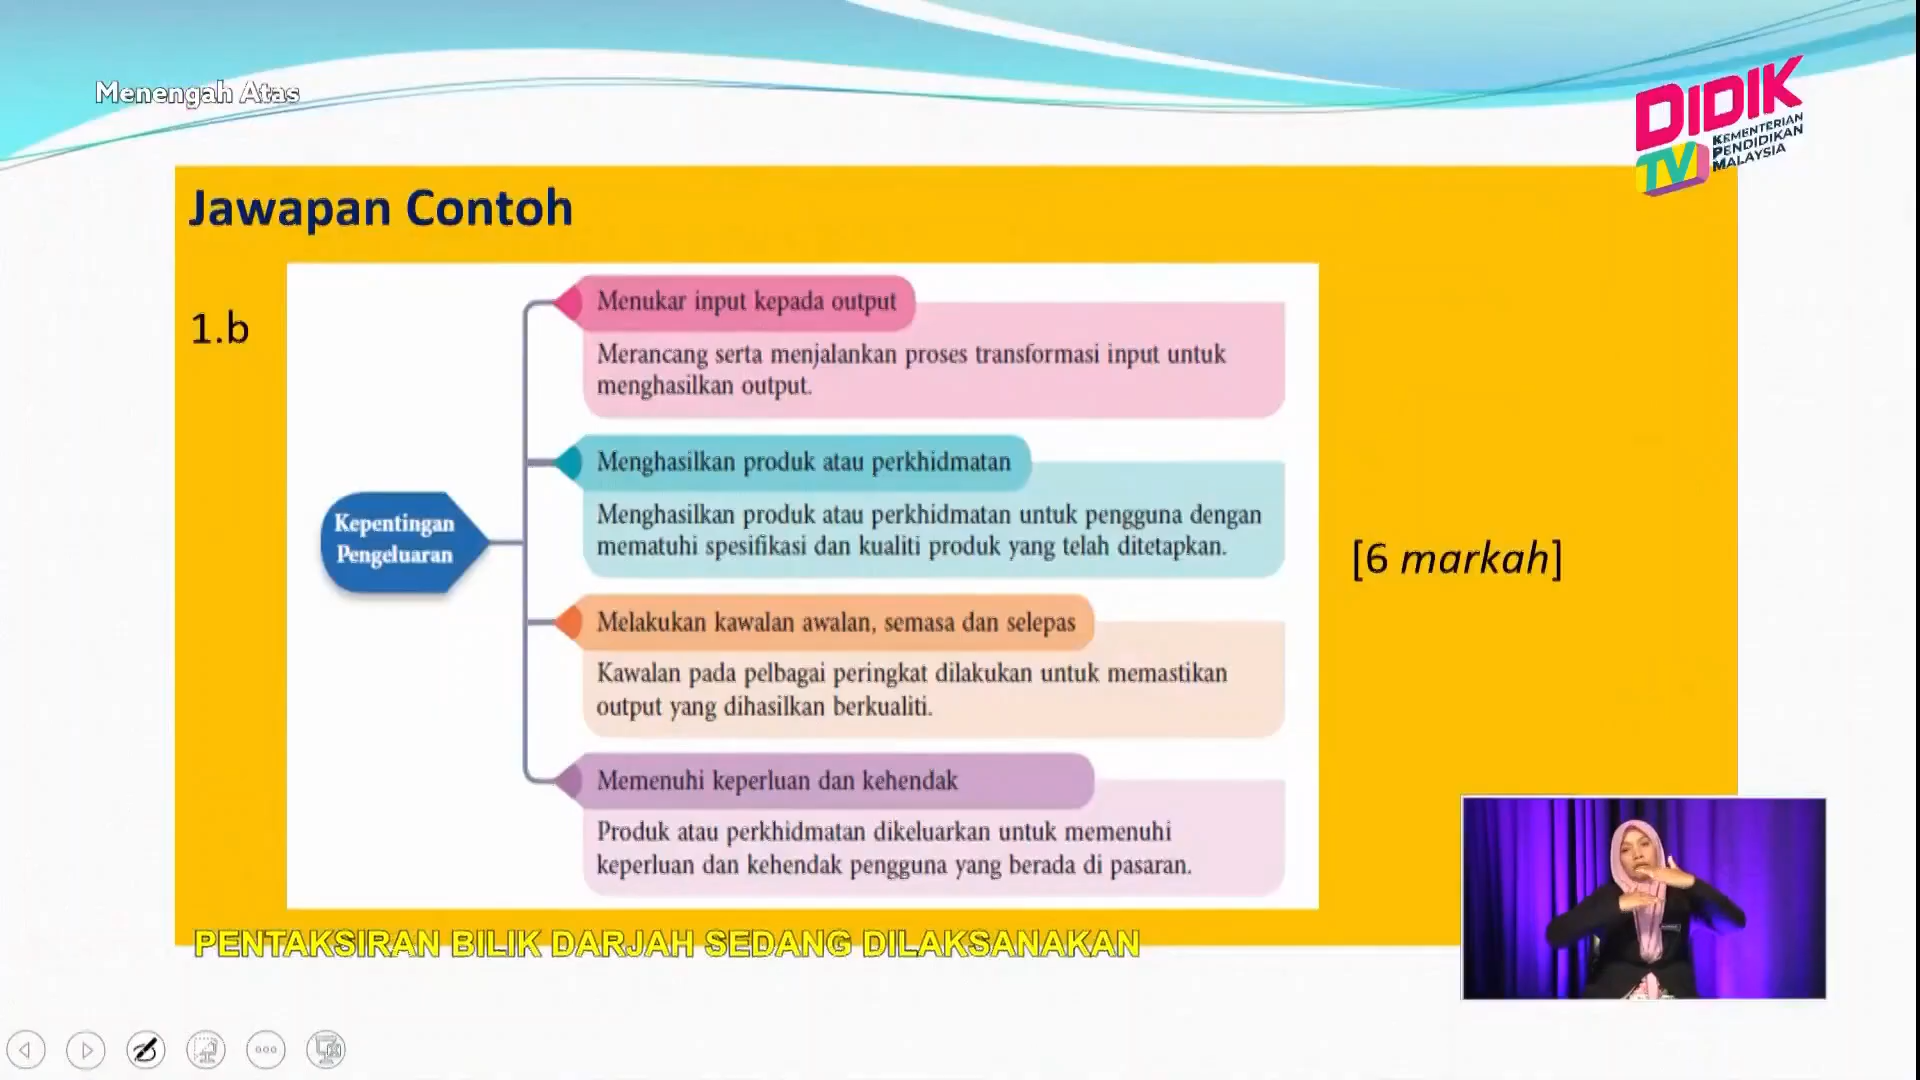 Menengah Atas
DIDIK
TV
KEMENTERIAN
PENDIDIKAN
MALAYSIA
Jawapan Contoh
1.b
Kepentingan
Pengeluaran
Menukar input kepada output
Merancang serta menjalankan proses transformasi input untuk
menghasilkan output.
Menghasilkan produk atau perkhidmatan
Menghasilkan produk atau perkhidmatan untuk pengguna dengan
mematuhi spesifikasi dan kualiti produk yang telah ditetapkan.
Melakukan kawalan awalan, semasa dan selepas
Kawalan pada pelbagai peringkat dilakukan untuk memastikan
output yang dihasilkan berkualiti.
Memenuhi keperluan dan kehendak
Produk atau perkhidmatan dikeluarkan untuk memenuhi
keperluan dan kehendak pengguna yang berada di pasaran.
[6 markah]
PENTAKSIRAN BILIK DARJAH SEDANG DILAKSANAKAN